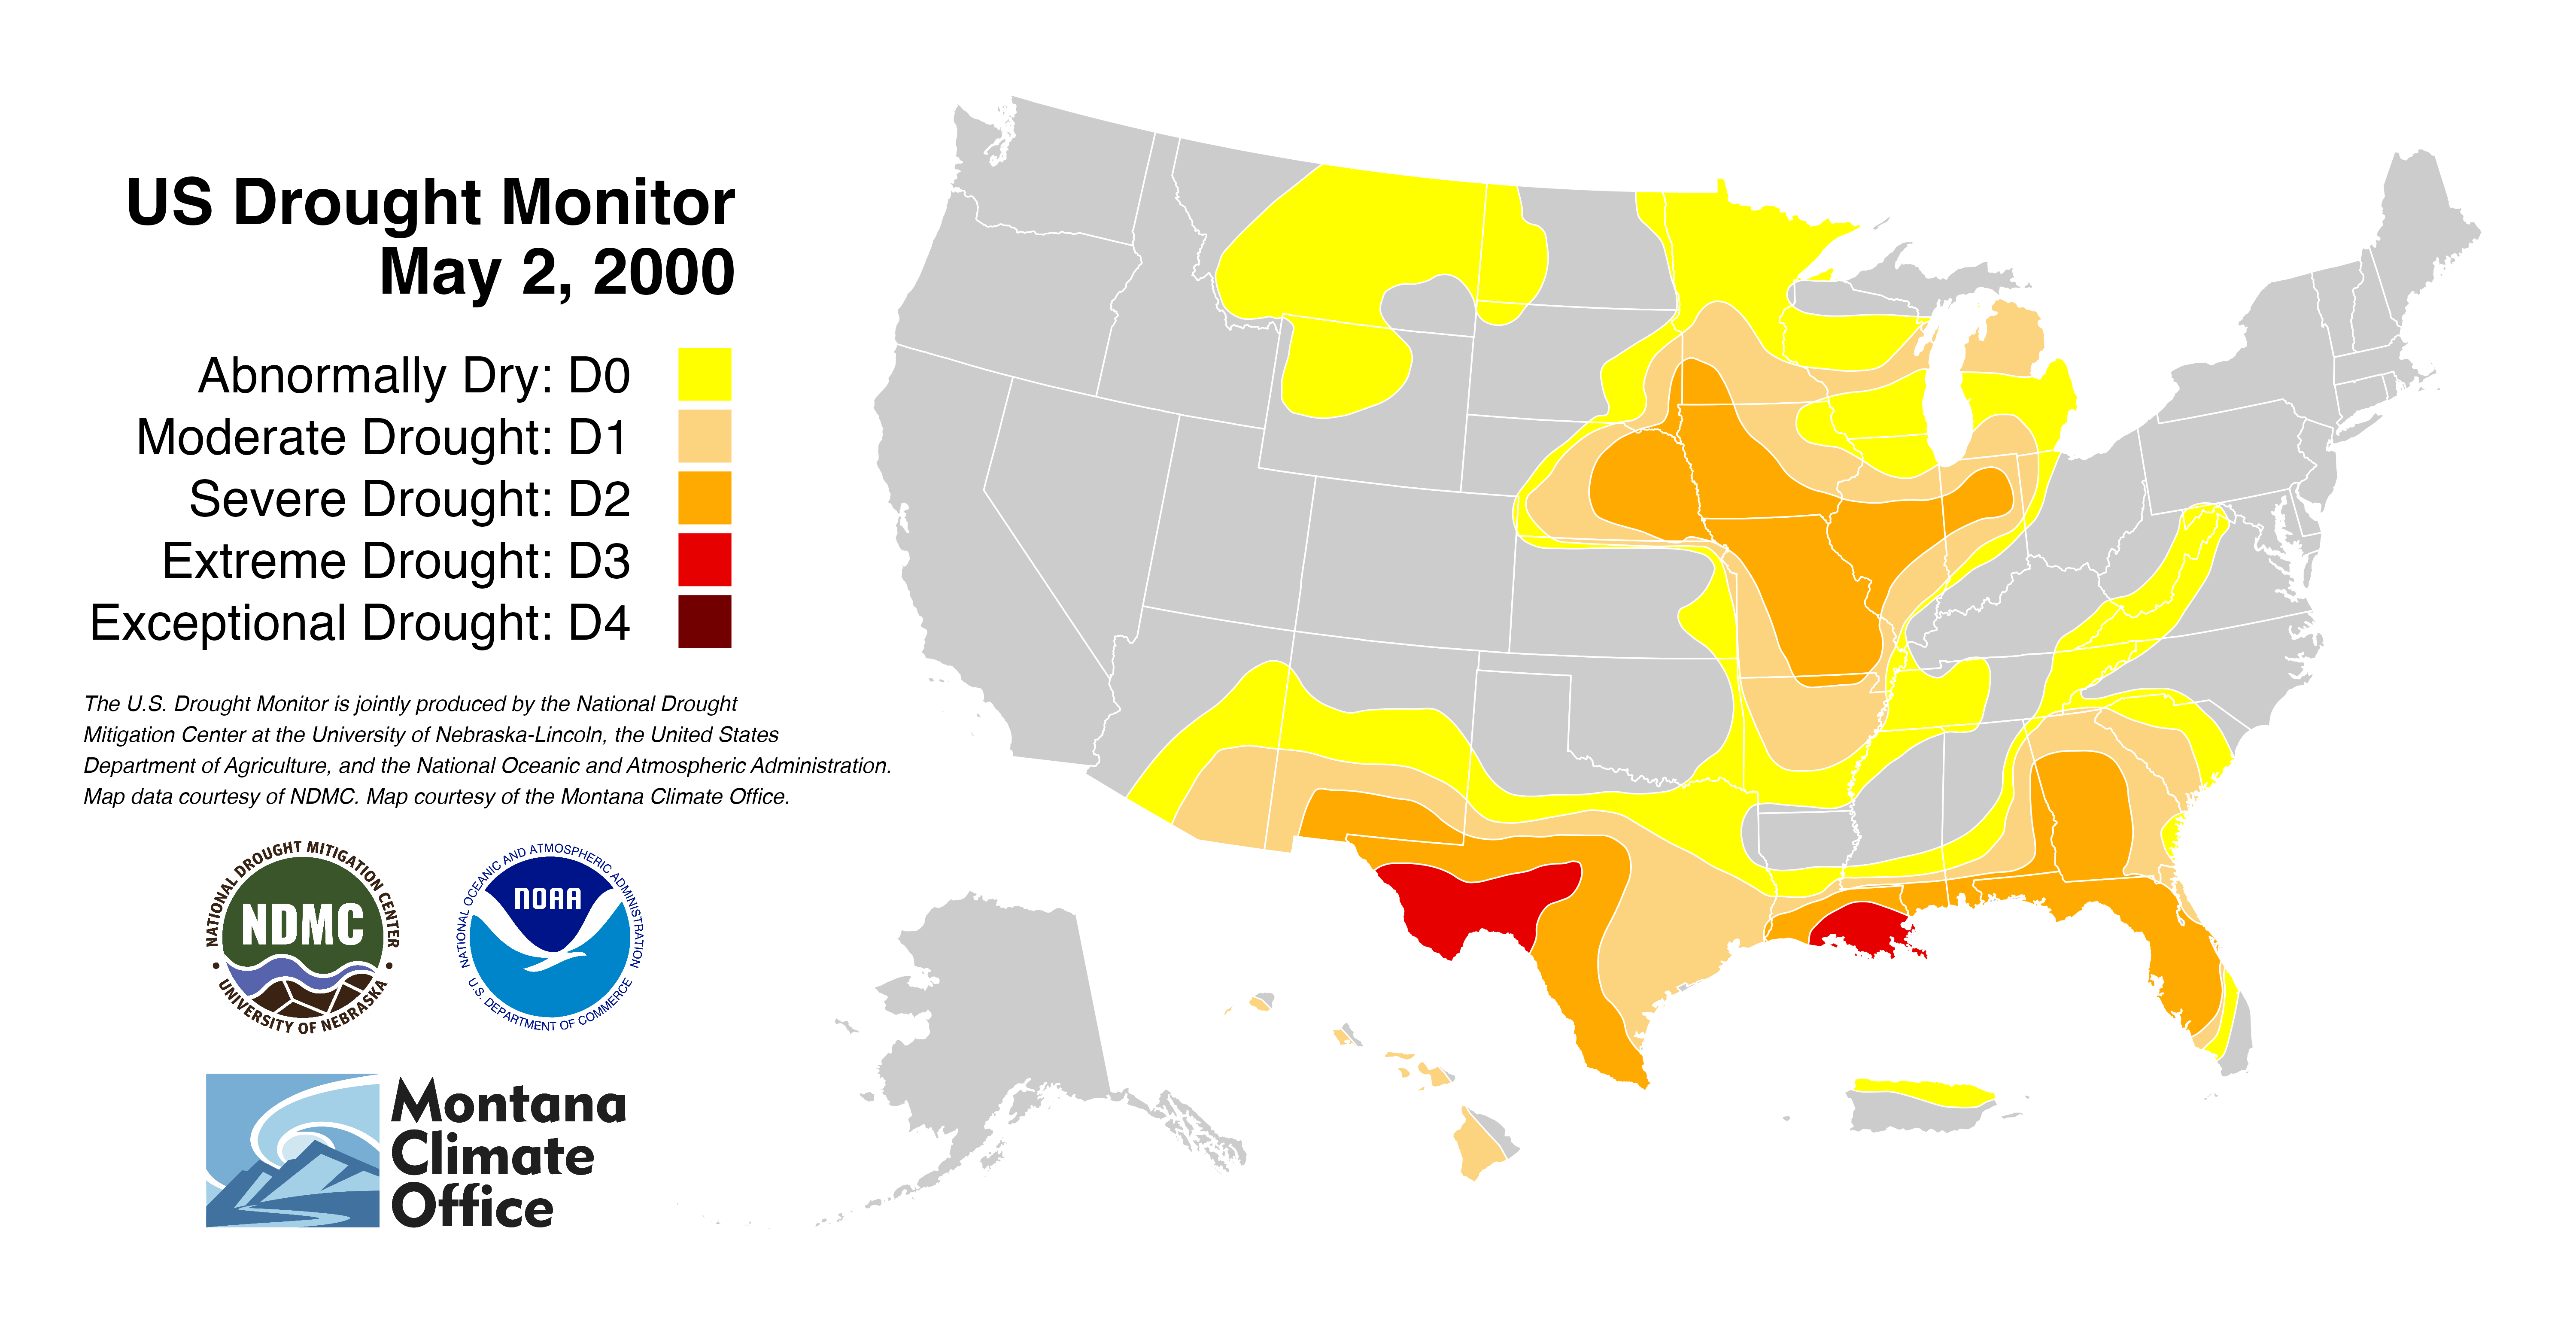 US Drought Monitor
May 2, 2000
Abnormally Dry: D0
Moderate Drought: D1
Severe Drought: D2
Extreme Drought: D3
Exceptional Drought: D4
The U.S. Drought Monitor is jointly produced by the National Drought
Mitigation Center at the University of Nebraska-Lincoln, the United States
Department of Agriculture, and the National Oceanic and Atmospheric Administration.
Map data courtesy of NDMC. Map courtesy of the Montana Climate Office.
NATIONAL DROUGHT MITIGATION CENTER
NDMC
UNIVERSITY OF NEBRASKA
NATIONAL OCEANIC AND ATMOSPHERIC ADMINISTRATION
NOAA
U.S. DEPARTMENT OF COMMERCE
Montana
Climate
Office